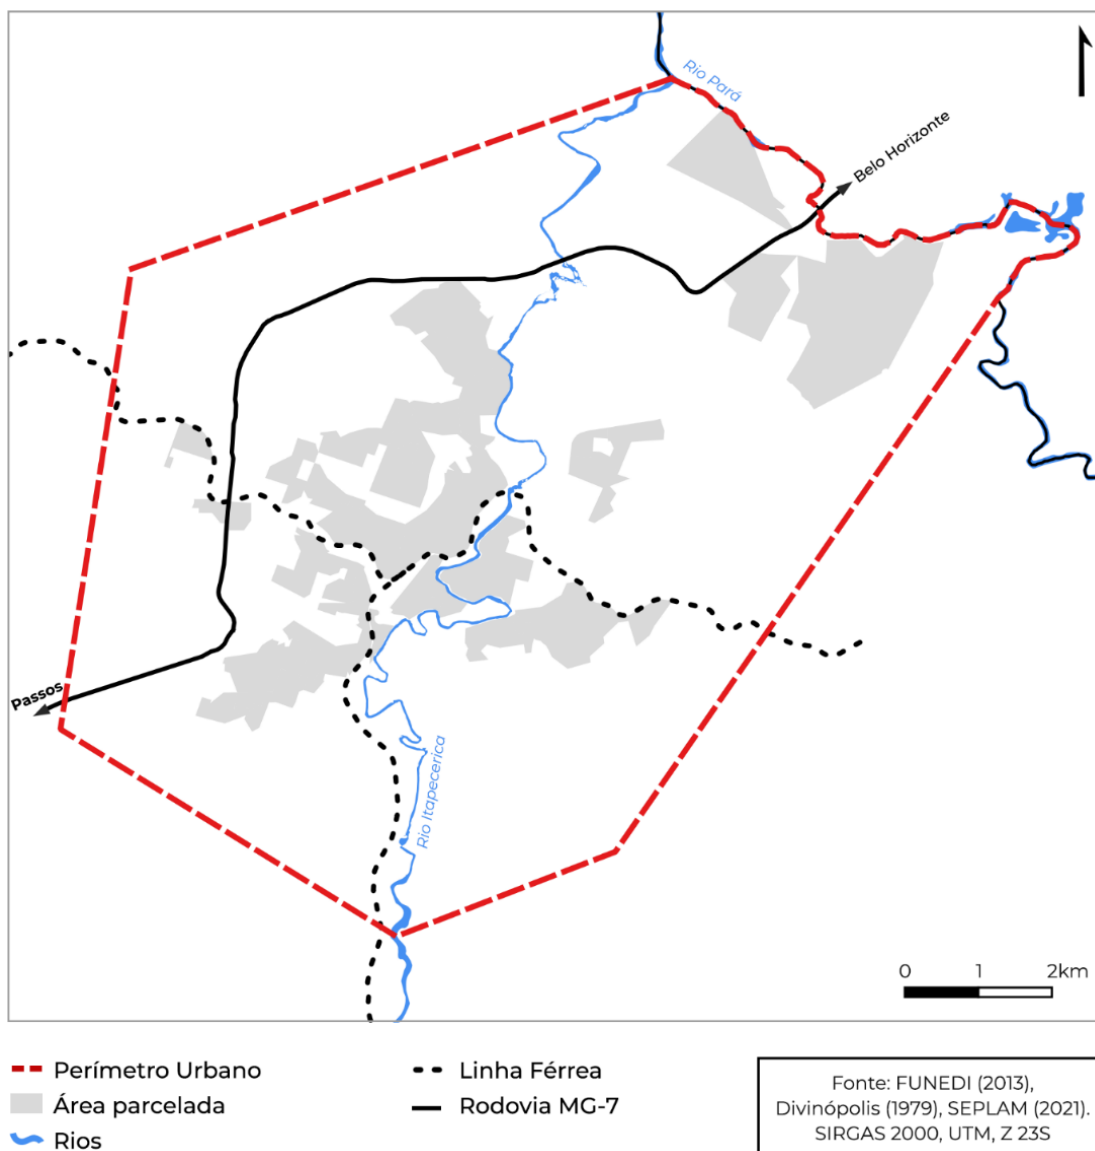 Rio Pará
Belo Horizonte
Passos
Rio Itapecerica
0 1 2km
Perímetro Urbano
Área parcelada
Rios
Linha Férrea
Rodovia MG-7
Fonte: FUNEDI (2013),
Divinópolis (1979), SEPLAM (2021).
SIRGAS 2000, UTM, Z 23S